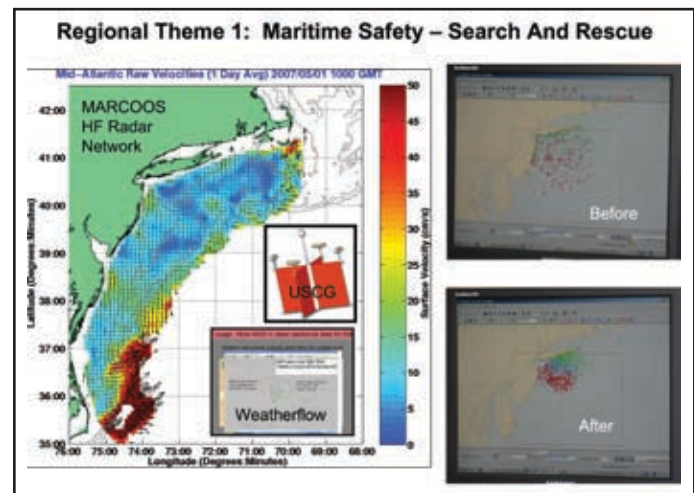 Regional Theme 1: Maritime Safety – Search And Rescue
Mid-Atlantic Raw Velocities (1 Day Avg) 2007/05/01 1000 GMT
MARCOOS
HF Radar
Network
42:00
41:00
40:00
39:00
38:00
37:00
36:00
35:00
Latitude (Degrees:Minutes)
76:00 75:00 74:00 73:00 72:00 71:00 70:00 69:00 68:00
Longitude (Degrees:Minutes)
50
45
40
35
30
25
20
15
10
5
0
Surface Velocity (cm/s)
USCG
Weatherflow
Before
After